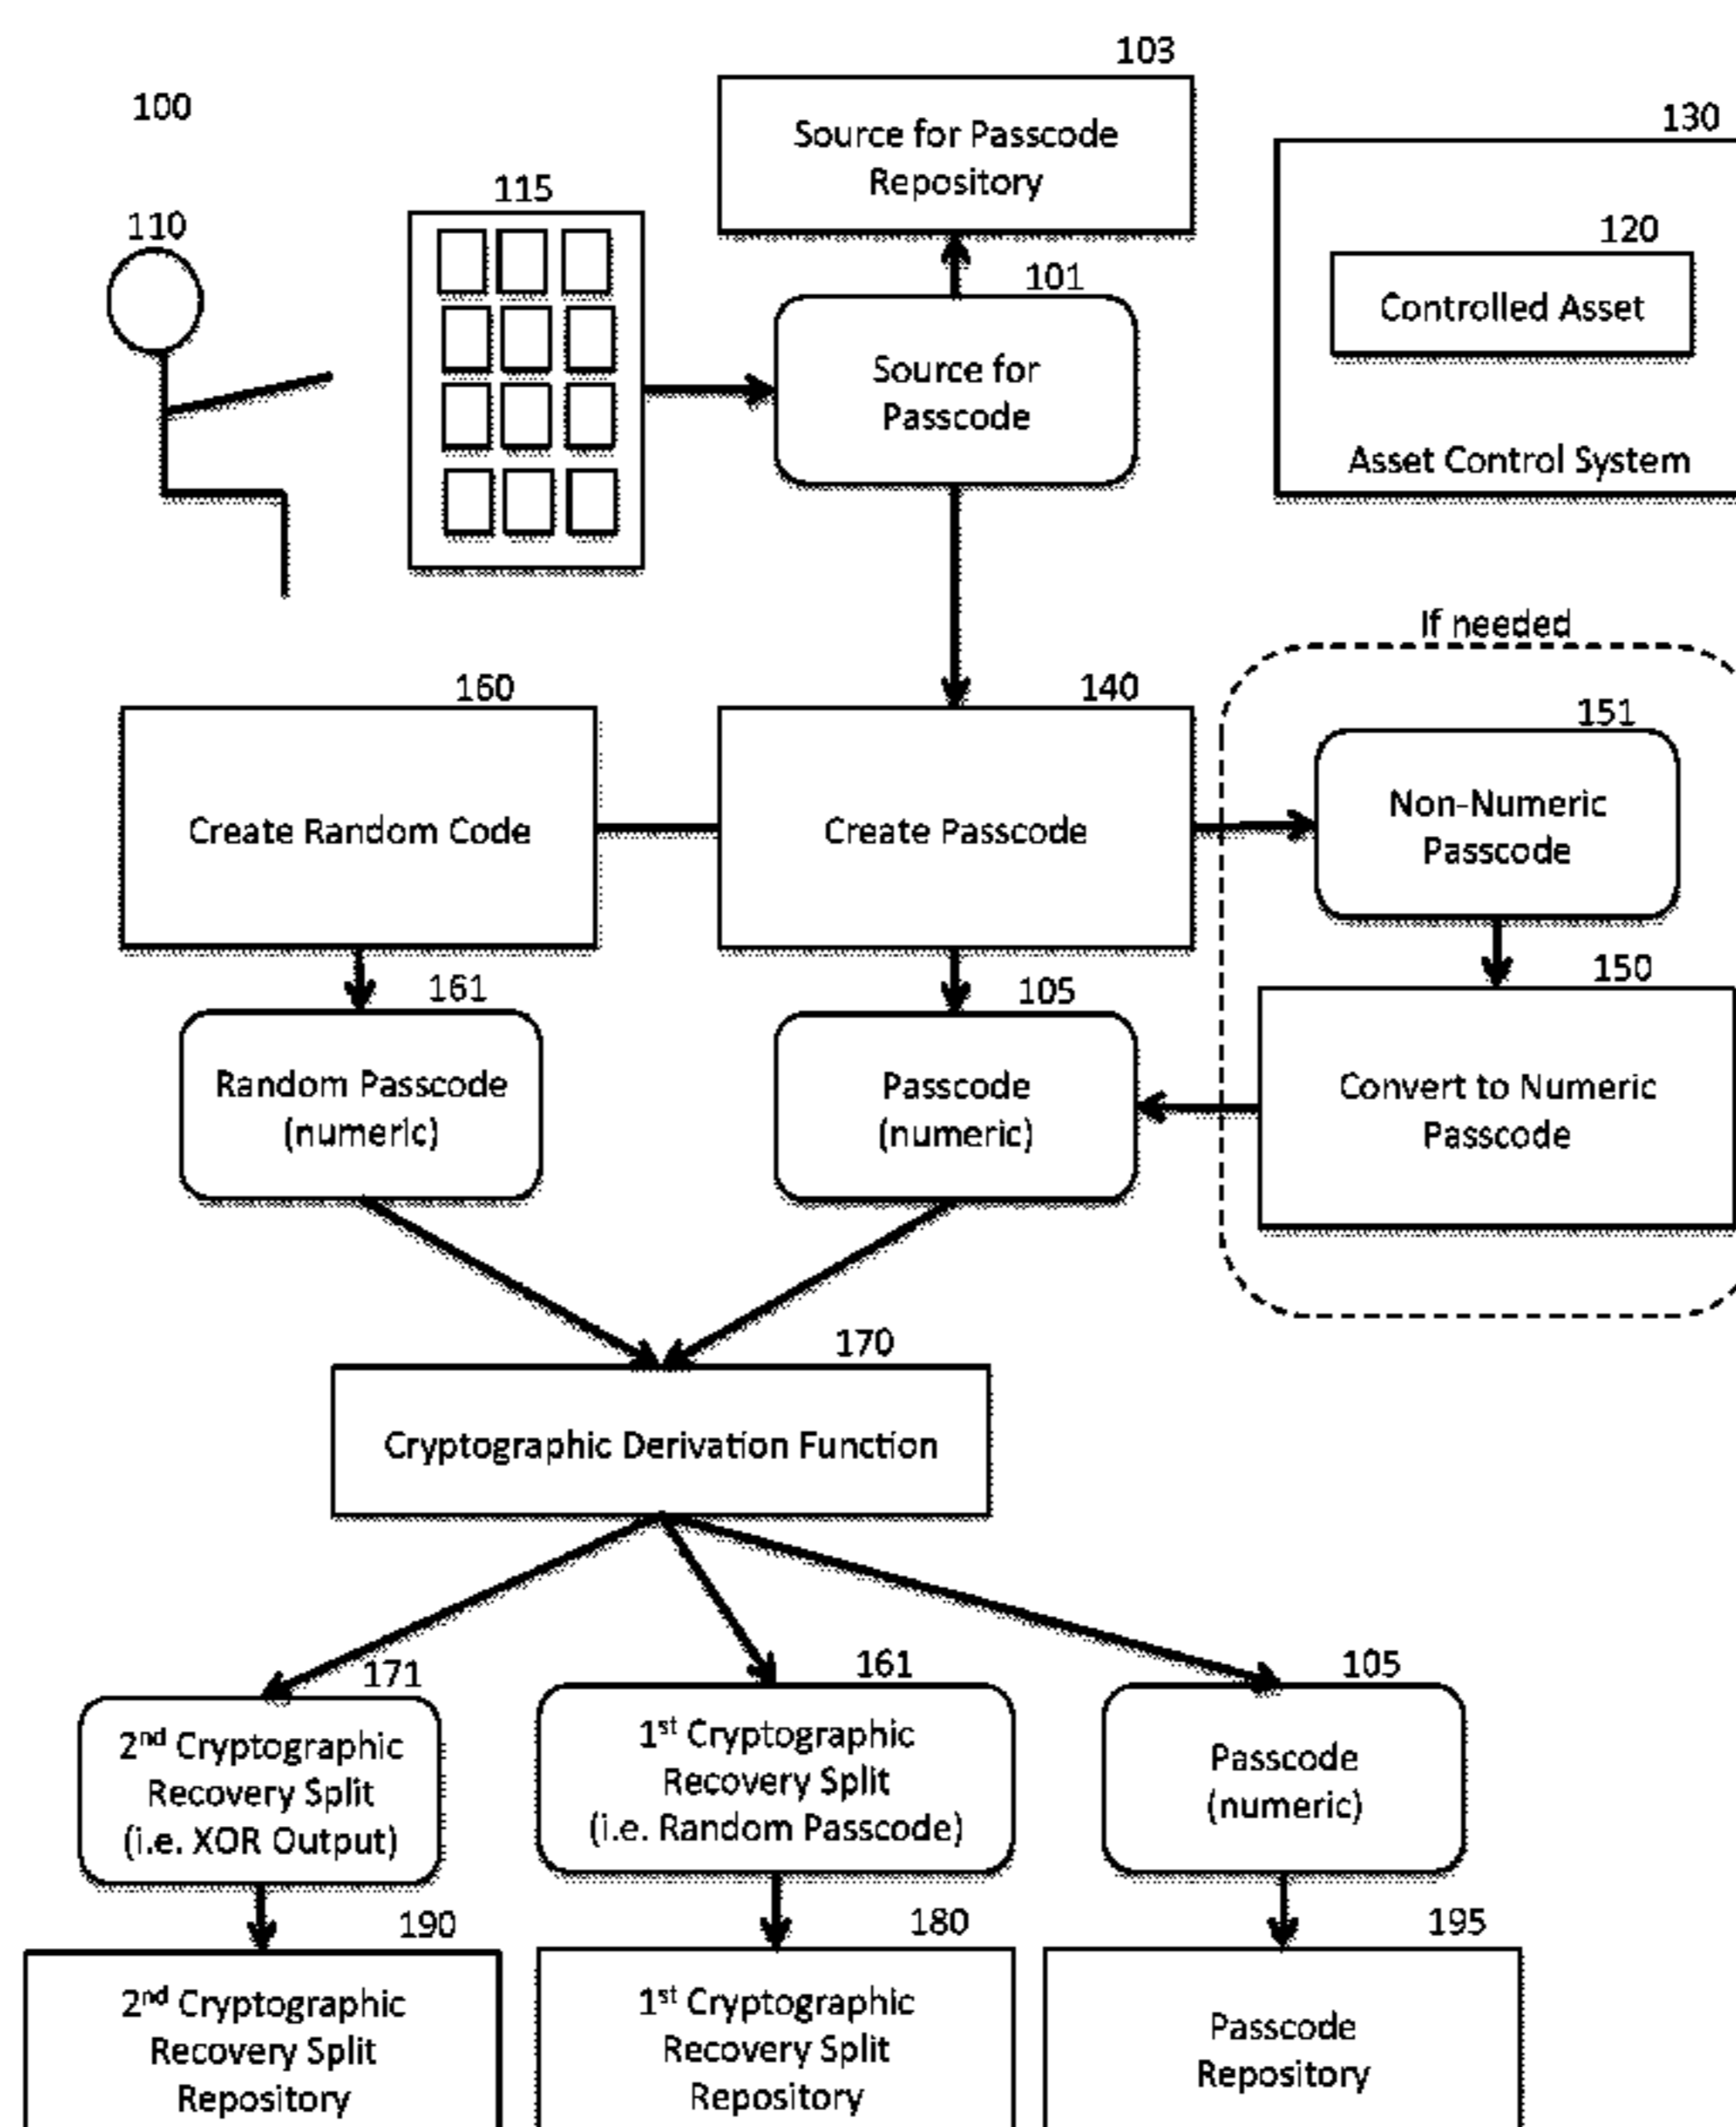 103
100
Source for Passcode
Repository
130
115
110
120
101
Controlled Asset
Source for
Passcode
Asset Control System
If needed
160
140
151
Create Random Code
Create Passcode
Non-Numeric
Passcode
150
161
105
Random Passcode
(numeric)
Passcode
(numeric)
Convert to Numeric
Passcode
170
Cryptographic Derivation Function
171
161
105
2nd Cryptographic
Recovery Split
(i.e. XOR Output)
1st Cryptographic
Recovery Split
(i.e. Random Passcode)
Passcode
(numeric)
190
180
195
2nd Cryptographic
Recovery Split
Repository
1st Cryptographic
Recovery Split
Repository
Passcode
Repository